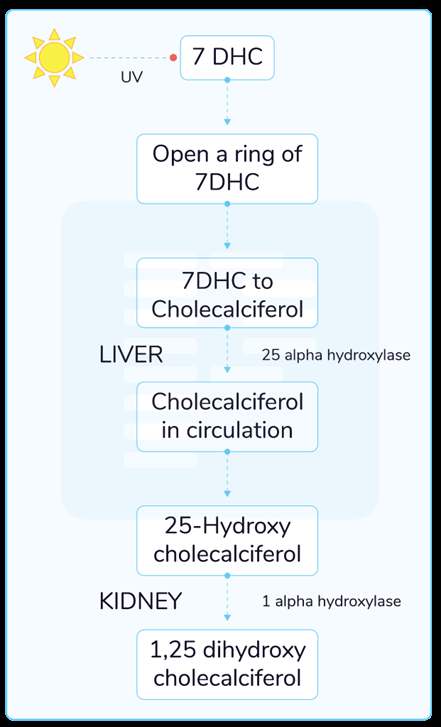 7 DHC
UV
Open a ring of
7DHC
7DHC to
Cholecalciferol
LIVER
25 alpha hydroxylase
Cholecalciferol
in circulation
25-Hydroxy
cholecalciferol
KIDNEY
1 alpha hydroxylase
1,25 dihydroxy
cholecalciferol